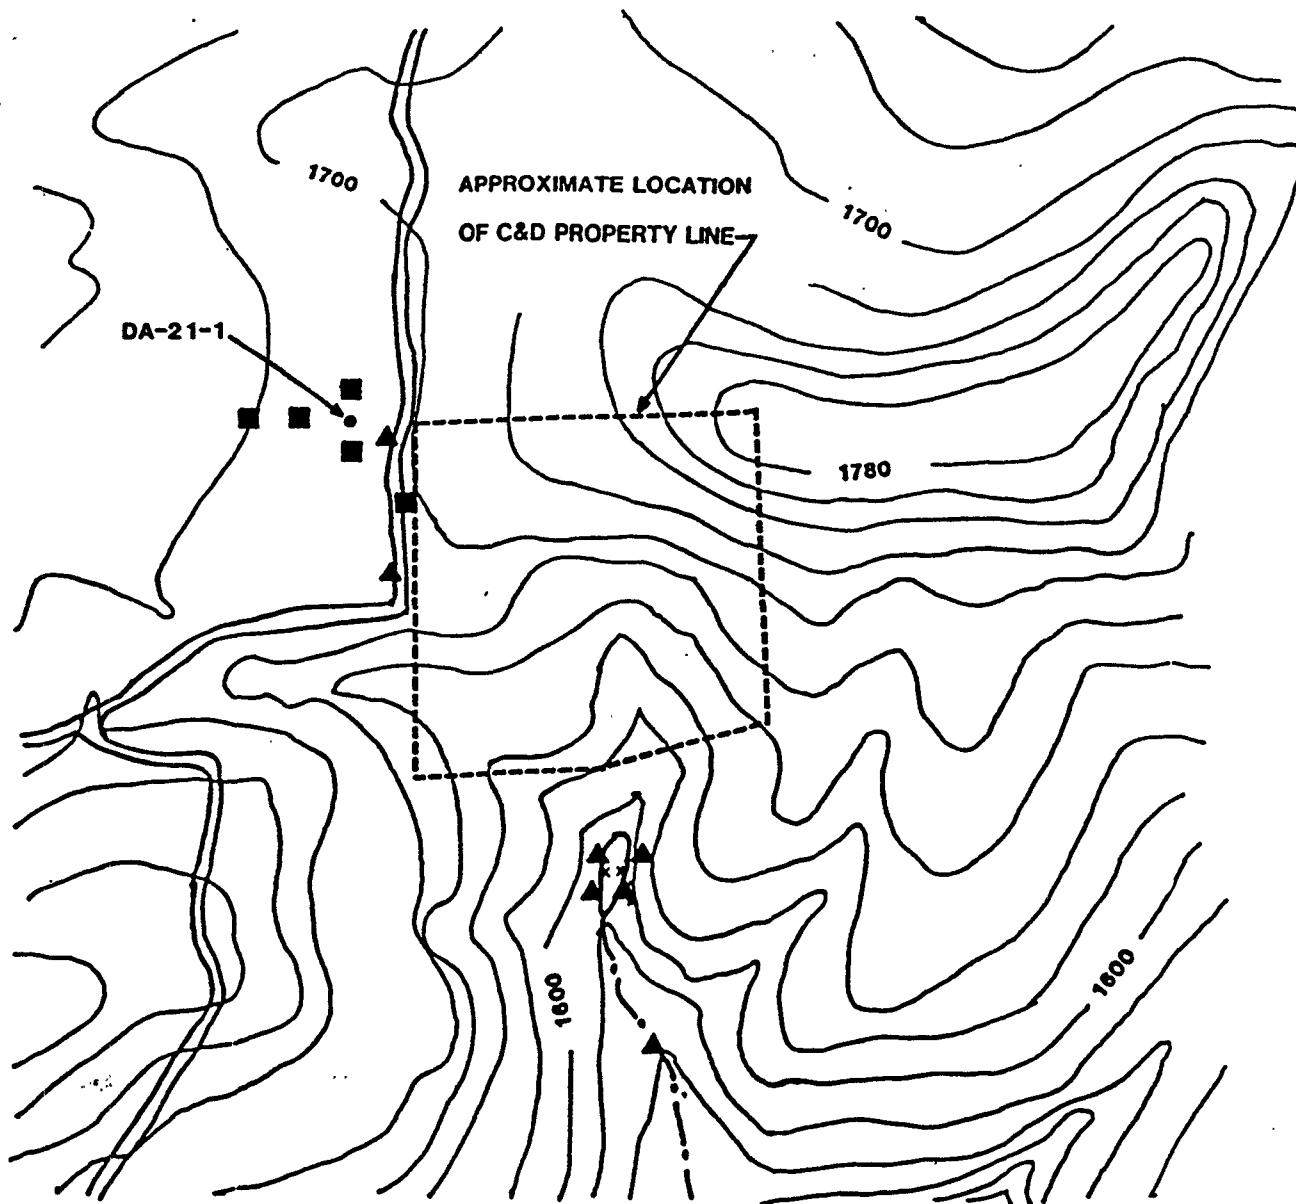 1700
APPROXIMATE LOCATION
OF C&D PROPERTY LINE
1700
DA-21-1
1780
1600
1600